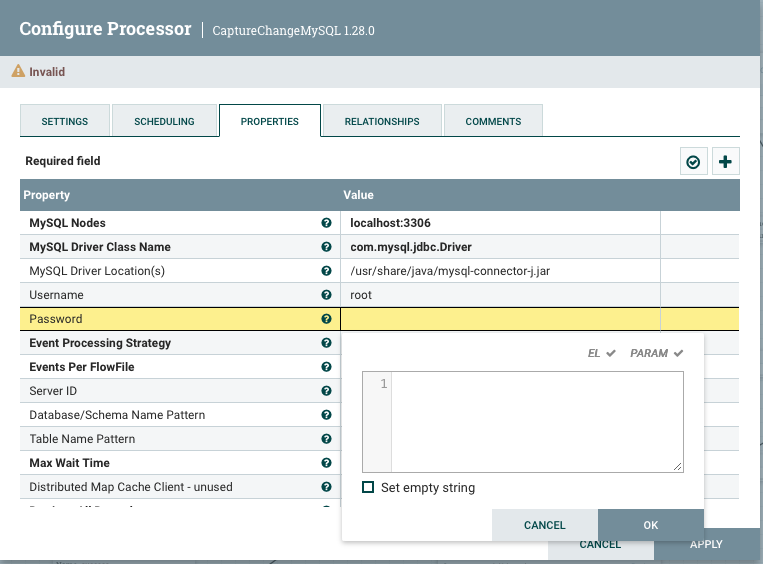 Configure Processor | CaptureChangeMySQL 1.28.0
Invalid
SETTINGS SCHEDULING PROPERTIES RELATIONSHIPS COMMENTS
Required field
Property Value
MySQL Nodes localhost:3306
MySQL Driver Class Name com.mysql.jdbc.Driver
MySQL Driver Location(s) /usr/share/java/mysql-connector-j.jar
Username root
Password
Event Processing Strategy
Events Per FlowFile
Server ID
Database/Schema Name Pattern
Table Name Pattern
Max Wait Time
Distributed Map Cache Client - unused
EL PARAM
1
Set empty string
CANCEL OK
CANCEL APPLY